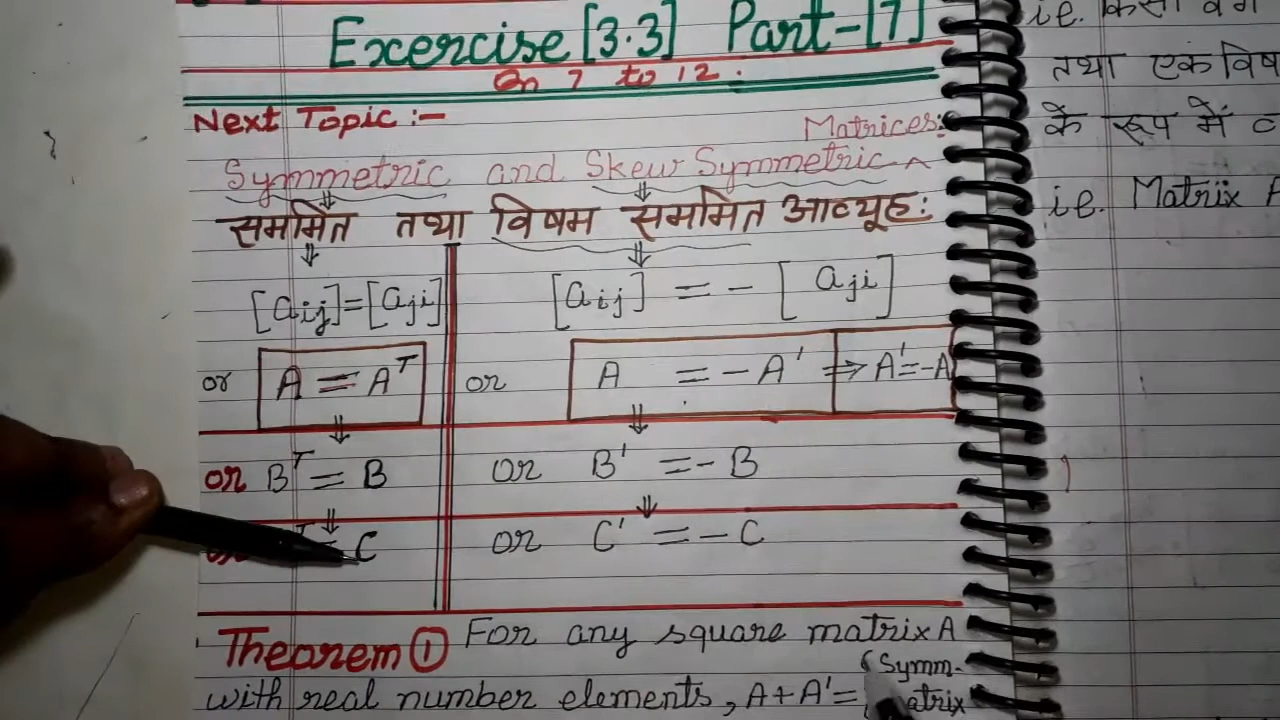 Exercise [3.3] Part-[7]
Qn 7 to 12.
Next Topic :-
Matrices:
Symmetric and Skew Symmetric ^
सममित तथा विषम सममित आव्यूह:
[aij]=[aji] [aij] = - [aji]
or A = Aᵀ or A = -A' ⇒ A'=-A
or Bᵀ = B or B' = -B
ᵀ = C or C' = -C
Theorem ① For any square matrix A
with real number elements, A+A'= (Symm-
matrix
i.e.
तथा एक
के रूप में
i.e. Matrix